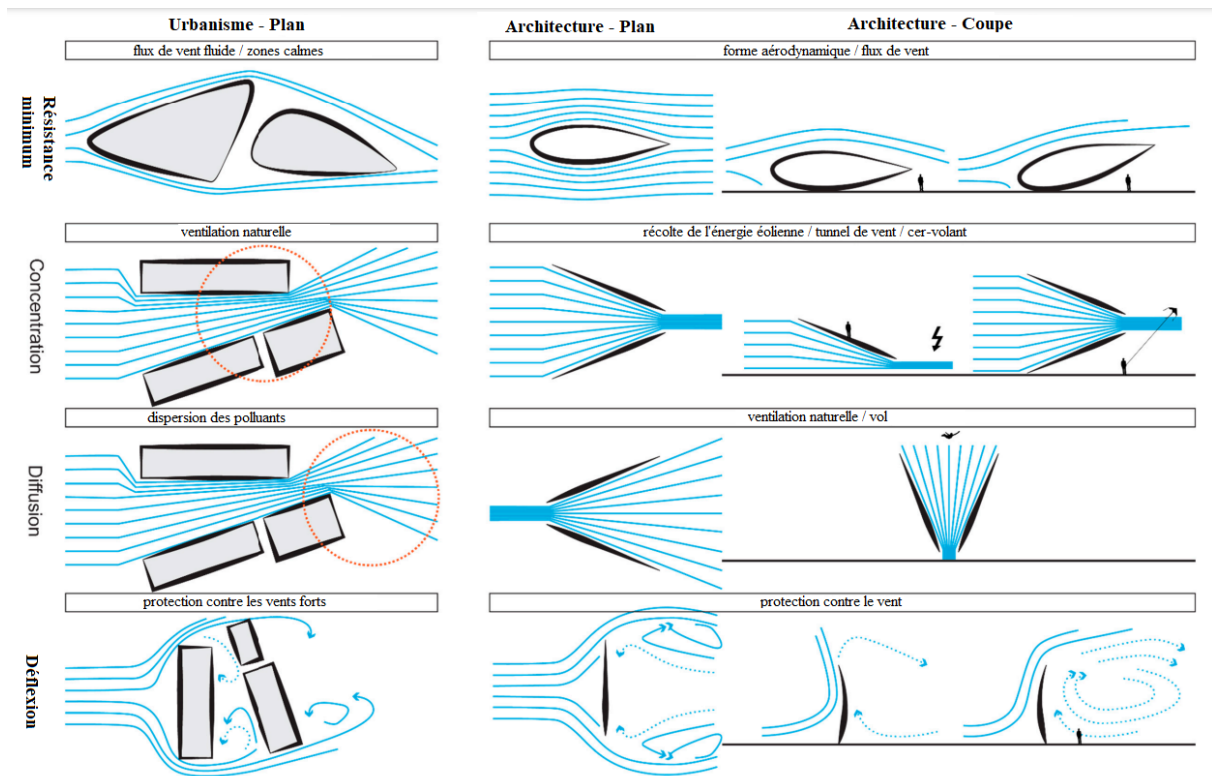 Urbanisme - Plan
Architecture - Plan
Architecture - Coupe
flux de vent fluide / zones calmes
forme aérodynamique / flux de vent
Résistance
minimum
ventilation naturelle
récolte de l'énergie éolienne / tunnel de vent / cer-volant
Concentration
dispersion des polluants
ventilation naturelle / vol
Diffusion
protection contre les vents forts
protection contre le vent
Déflexion